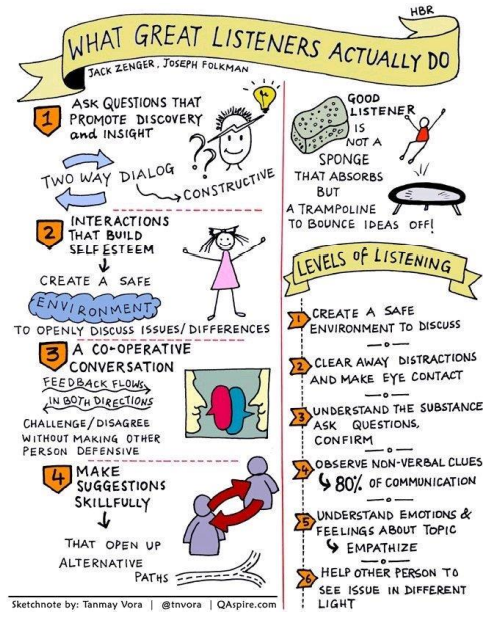 HBR
WHAT GREAT LISTENERS ACTUALLY DO
JACK ZENGER, JOSEPH FOLKMAN
1
ASK QUESTIONS THAT
PROMOTE DISCOVERY
and INSIGHT
??
TWO WAY DIALOG
CONSTRUCTIVE
2
INTERACTIONS
THAT BUILD
SELF ESTEEM
CREATE A SAFE
ENVIRONMENT
TO OPENLY DISCUSS ISSUES/DIFFERENCES
3
A CO-OPERATIVE
CONVERSATION
FEEDBACK FLOWS
IN BOTH DIRECTIONS
CHALLENGE/DISAGREE
WITHOUT MAKING OTHER
PERSON DEFENSIVE
4
MAKE
SUGGESTIONS
SKILLFULLY
THAT OPEN UP
ALTERNATIVE
PATHS
GOOD
LISTENER
IS
NOT A
SPONGE
THAT ABSORBS
BUT
A TRAMPOLINE
TO BOUNCE IDEAS OFF!
LEVELS of LISTENING
1 CREATE A SAFE
ENVIRONMENT TO DISCUSS
2 CLEAR AWAY DISTRACTIONS
AND MAKE EYE CONTACT
3 UNDERSTAND THE SUBSTANCE
ASK QUESTIONS,
CONFIRM
4 OBSERVE NON-VERBAL CLUES
80% OF COMMUNICATION
5 UNDERSTAND EMOTIONS &
FEELINGS ABOUT TOPIC
EMPATHIZE
6 HELP OTHER PERSON TO
SEE ISSUE IN DIFFERENT
LIGHT
Sketchnote by: Tanmay Vora | @tnvora | QAspire.com